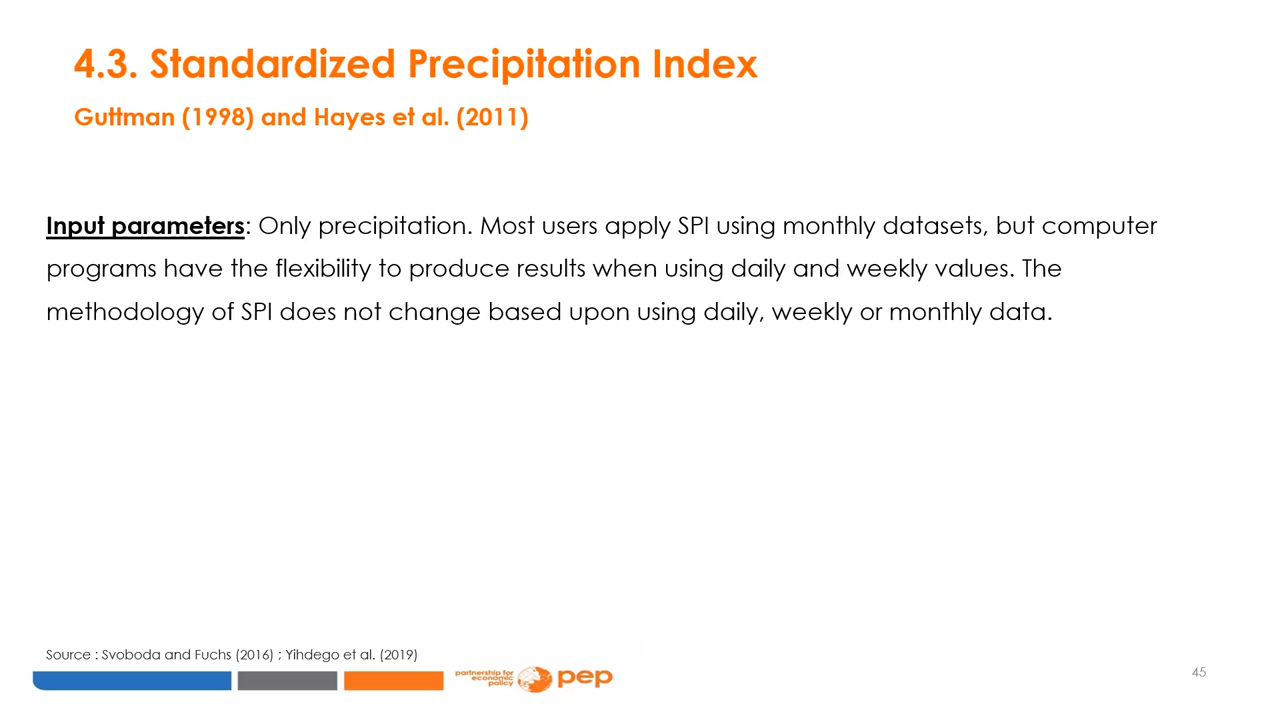 4.3. Standardized Precipitation Index
Guttman (1998) and Hayes et al. (2011)
Input parameters: Only precipitation. Most users apply SPI using monthly datasets, but computer
programs have the flexibility to produce results when using daily and weekly values. The
methodology of SPI does not change based upon using daily, weekly or monthly data.
Source : Svoboda and Fuchs (2016) ; Yihdego et al. (2019)
partnership for
economic
policy
pep
45